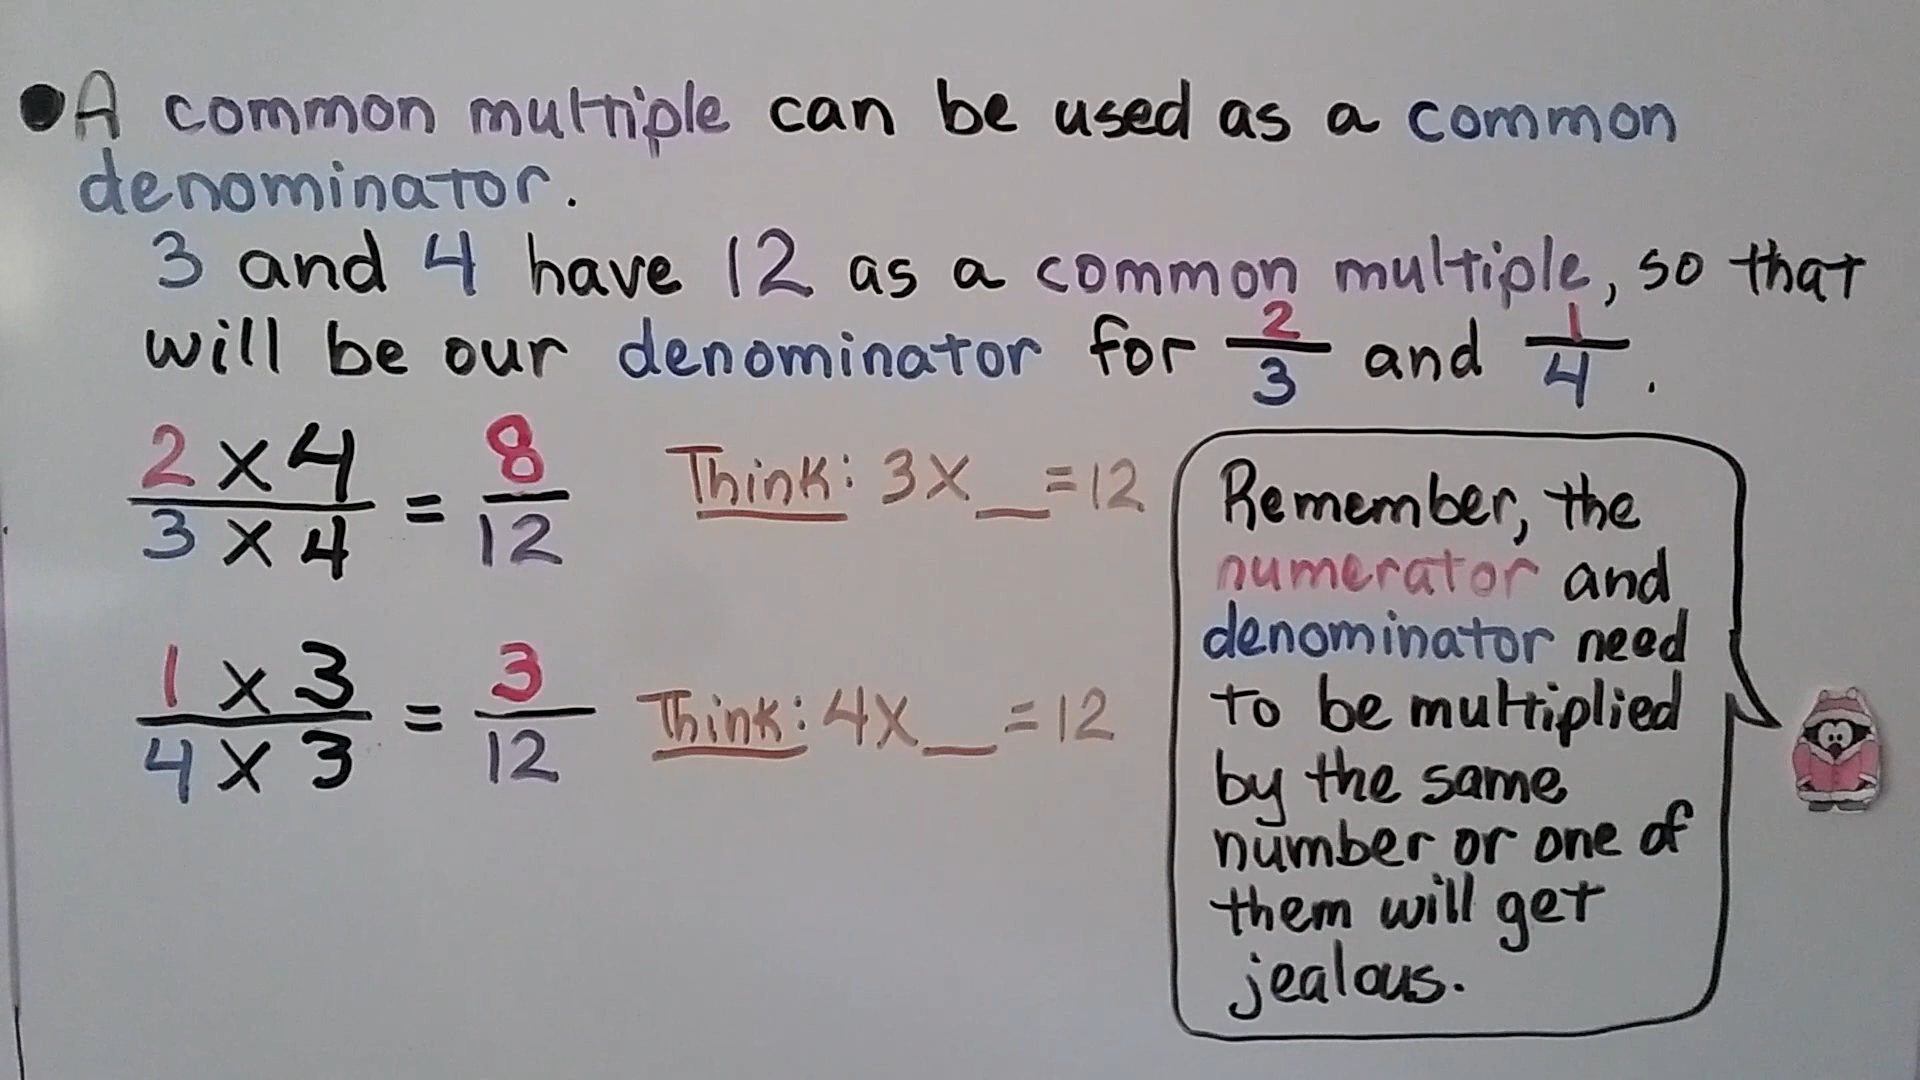 • A common multiple can be used as a common
denominator.
3 and 4 have 12 as a common multiple, so that
will be our denominator for 2/3 and 1/4.
2 x 4 / 3 x 4 = 8/12
Think: 3x__=12
1 x 3 / 4 x 3 = 3/12
Think: 4x__=12
Remember, the
numerator and
denominator need
to be multiplied
by the same
number or one of
them will get
jealous.